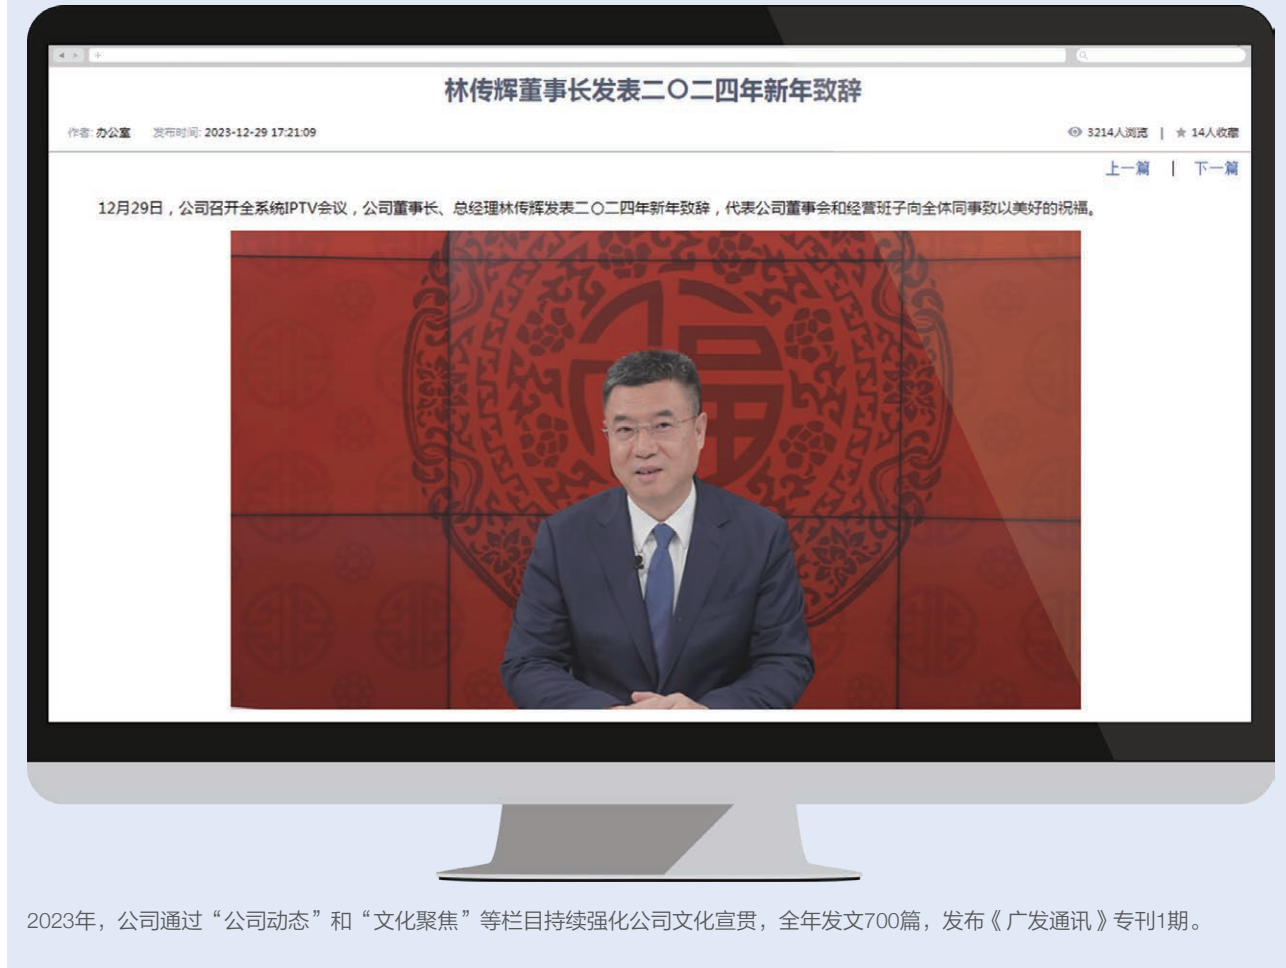 林传辉董事长发表二〇二四年新年致辞
作者: 办公室 发布时间: 2023-12-29 17:21:09 3214人浏览 | ★ 14人收藏
上一篇 | 下一篇
12月29日，公司召开全系统IPTV会议，公司董事长、总经理林传辉发表二〇二四年新年致辞，代表公司董事会和经营班子向全体同事致以美好的祝福。
福
2023年，公司通过“公司动态”和“文化聚焦”等栏目持续强化公司文化宣贯，全年发文700篇，发布《广发通讯》专刊1期。